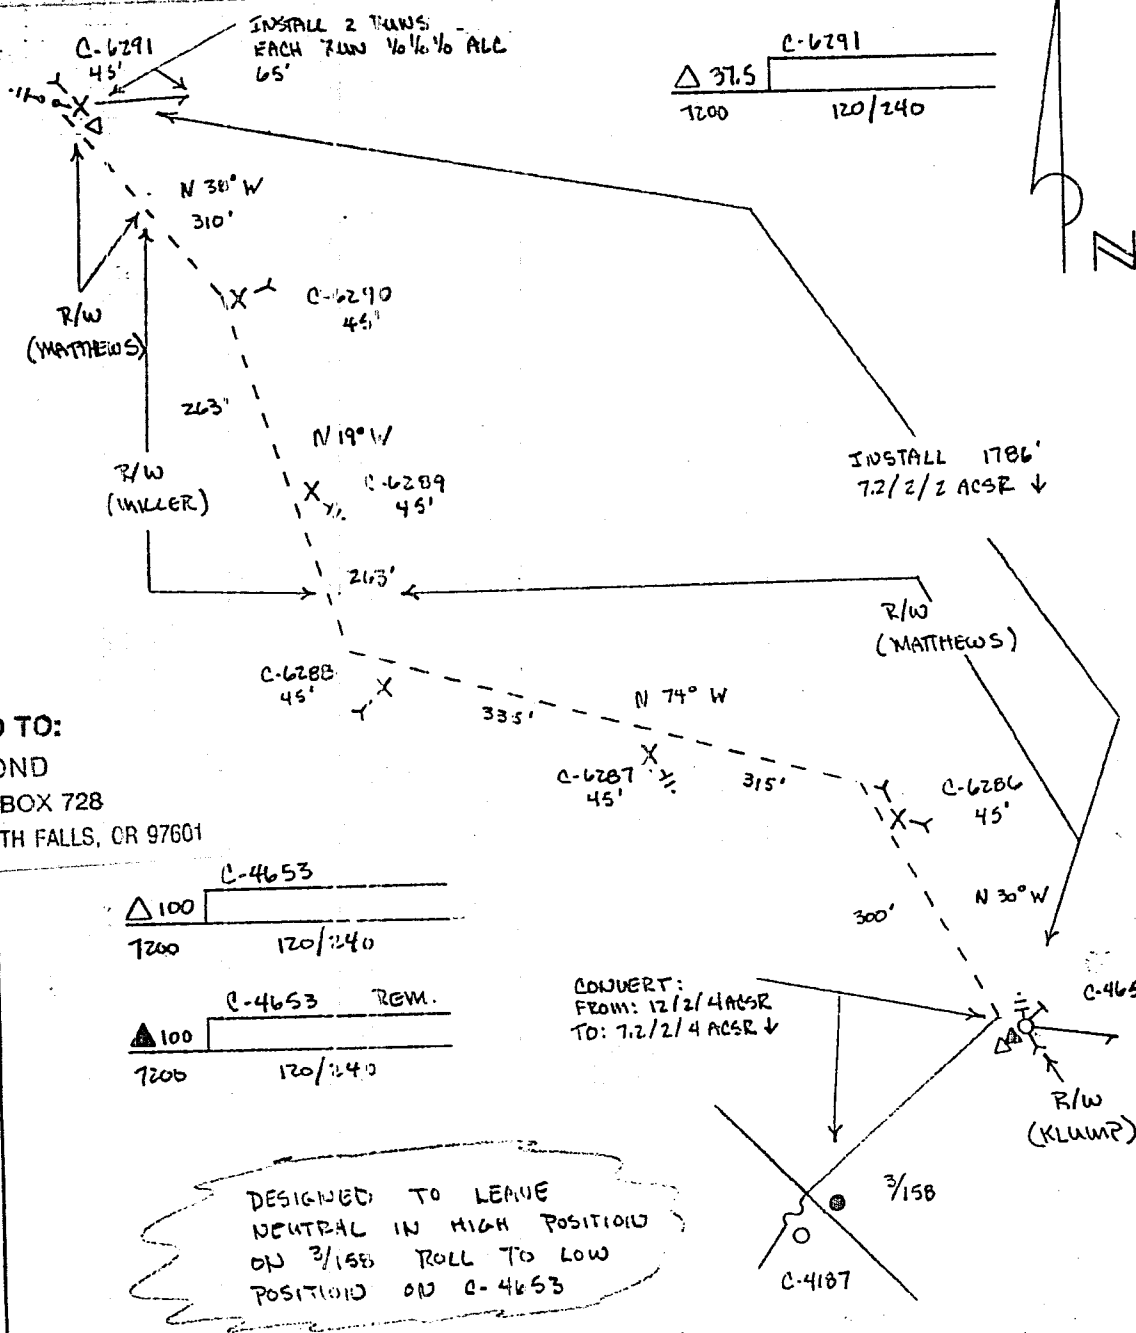 INSTALL 2 RUNS
EACH RUN 1/0 1/0 1/0 ALC
65'
C-6291
45'
C-6291
△ 37.5
7200 120/240
N
N 38° W
310'
R/W
(MATTHEWS)
C-6290
45'
263'
N 19° W
R/W
(MILLER)
C-6289
45'
INSTALL 1786'
7.2/2/2 ACSR ↓
263'
R/W
(MATTHEWS)
C-6288
45'
335'
N 74° W
C-6287
45'
315'
C-6286
45'
TO:
OND
BOX 728
TH FALLS, OR 97601
N 30° W
300'
C-4653
△ 100
7200 120/240
C-4653 REM.
▲ 100
7200 120/240
CONVERT:
FROM: 12/2/4 ACSR
TO: 7.2/2/4 ACSR ↓
C-465
R/W
(KLUMP)
3/158
C-4187
DESIGNED TO LEAVE
NEUTRAL IN HIGH POSITION
ON 3/158 ROLL TO LOW
POSITION ON C-4653